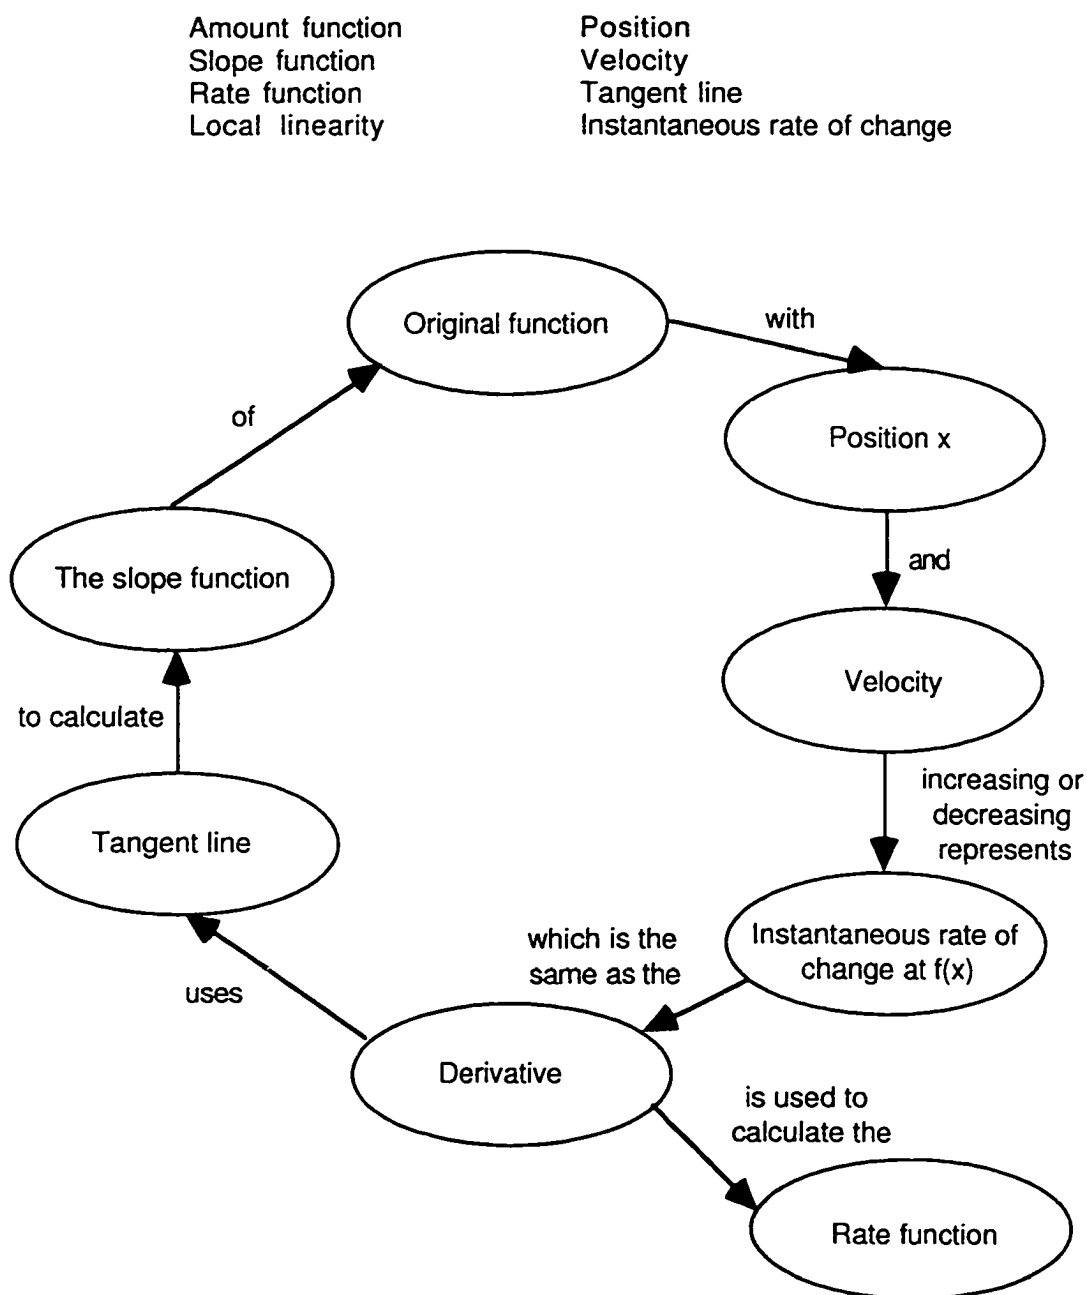 Amount function
Slope function
Rate function
Local linearity
Position
Velocity
Tangent line
Instantaneous rate of change
Original function
with
Position x
and
Velocity
increasing or
decreasing
represents
Instantaneous rate of
change at f(x)
which is the
same as the
Derivative
is used to
calculate the
Rate function
uses
Tangent line
to calculate
The slope function
of